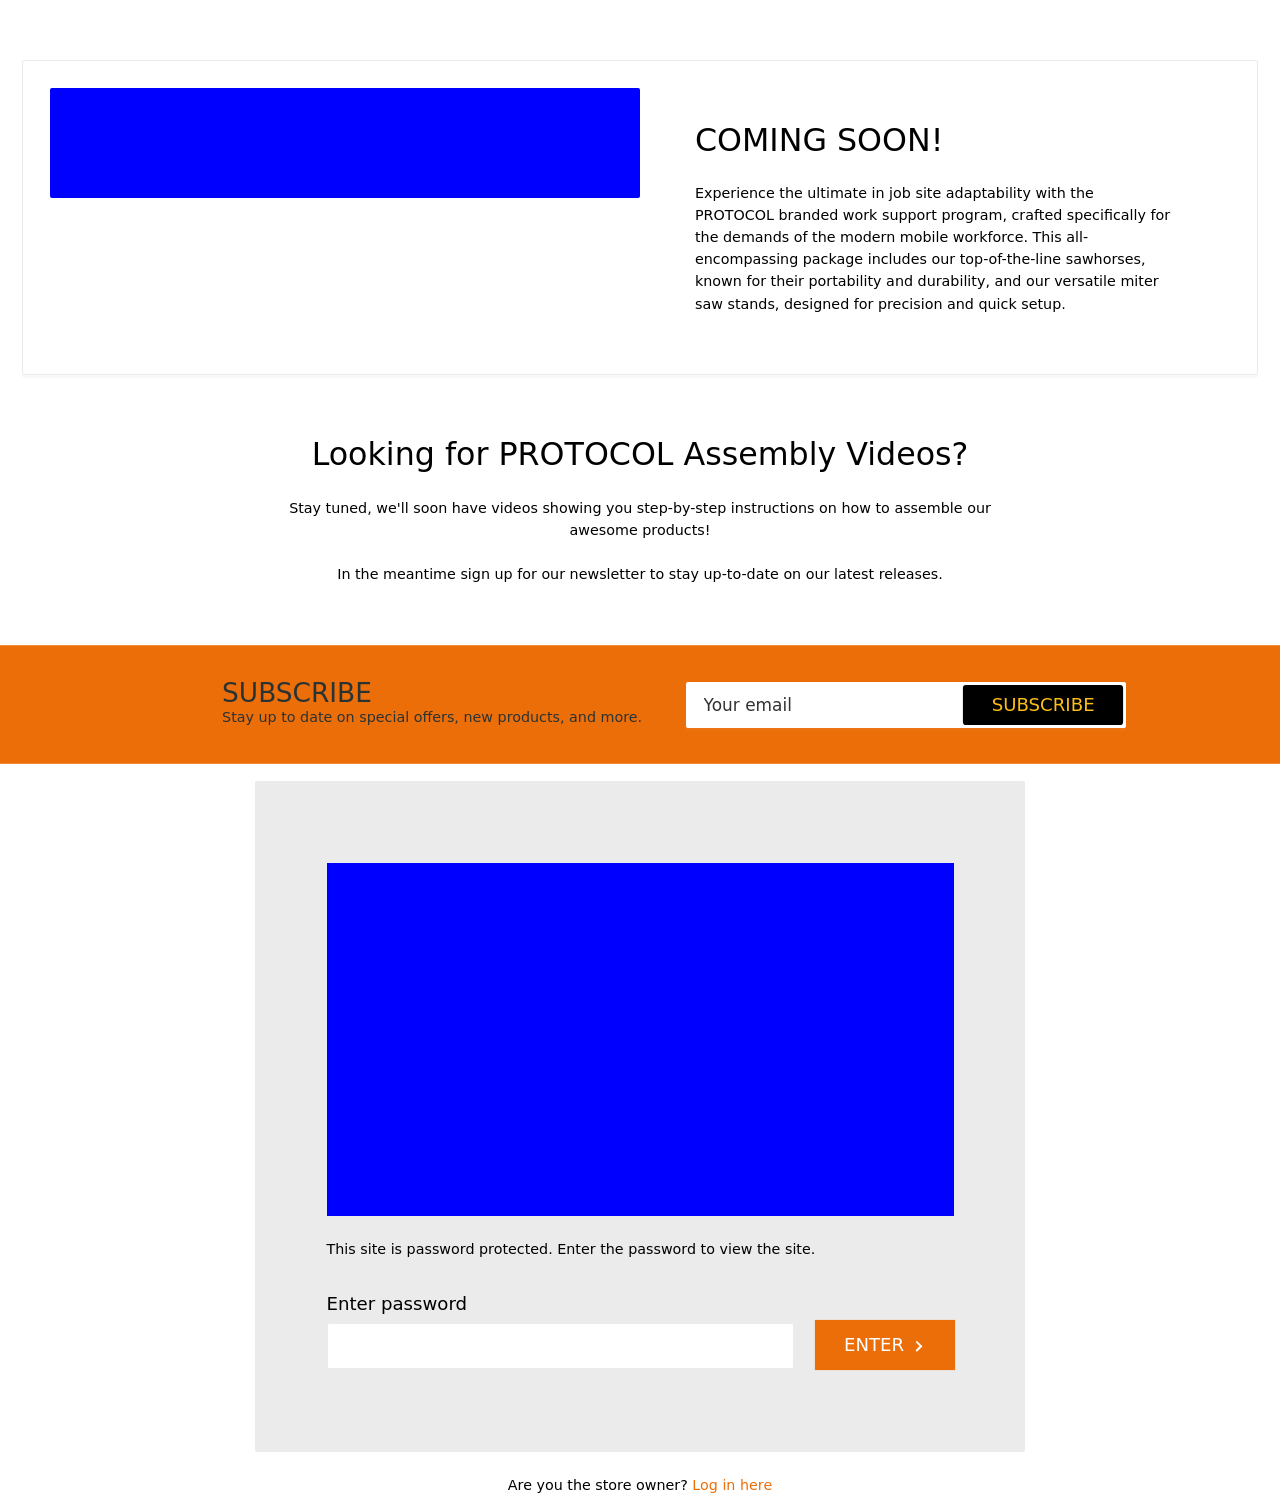 COMING SOON!
Experience the ultimate in job site adaptability with the
PROTOCOL branded work support program, crafted specifically for
the demands of the modern mobile workforce. This all-
encompassing package includes our top-of-the-line sawhorses,
known for their portability and durability, and our versatile miter
saw stands, designed for precision and quick setup.
Looking for PROTOCOL Assembly Videos?
Stay tuned, we'll soon have videos showing you step-by-step instructions on how to assemble our
awesome products!
In the meantime sign up for our newsletter to stay up-to-date on our latest releases.
SUBSCRIBE
Stay up to date on special offers, new products, and more.
Your email
SUBSCRIBE
This site is password protected. Enter the password to view the site.
Enter password
ENTER
Are you the store owner? Log in here